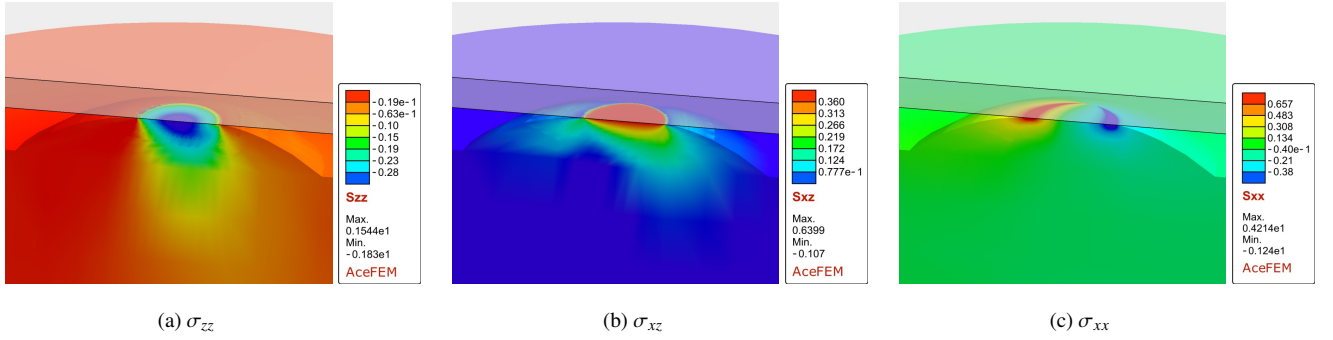 -0.19e-1
-0.63e-1
-0.10
-0.15
-0.19
-0.23
-0.28
Szz
Max.
0.1544e1
Min.
-0.183e1
AceFEM
(a) σzz
0.360
0.313
0.266
0.219
0.172
0.124
0.777e-1
Sxz
Max.
0.6399
Min.
-0.107
AceFEM
(b) σxz
0.657
0.483
0.308
0.134
-0.40e-1
-0.21
-0.38
Sxx
Max.
0.4214e1
Min.
-0.124e1
AceFEM
(c) σxx